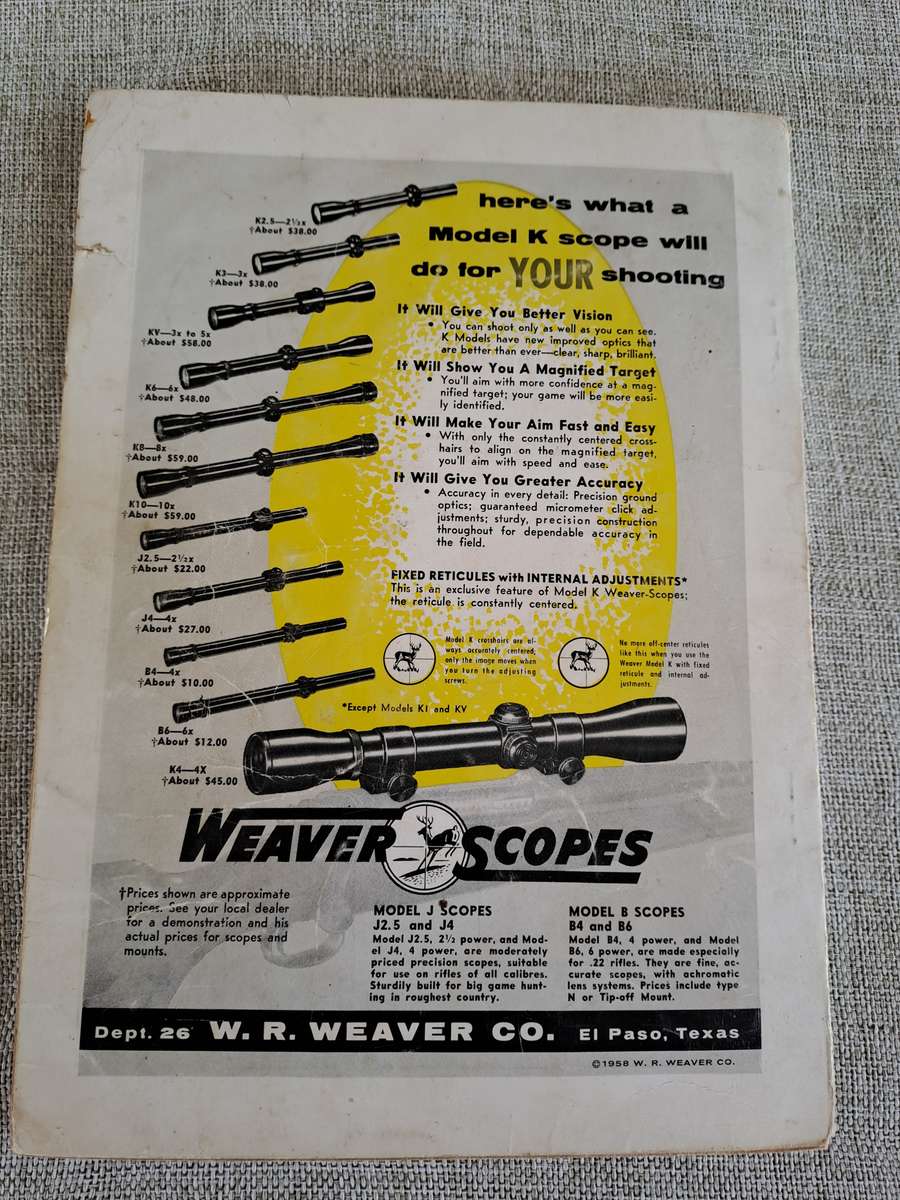 here's what a
Model K scope will
do for YOUR shooting
K2.5—2½x
†About $38.00
K3—3x
†About $38.00
KV—3x to 5x
†About $58.00
K6—6x
†About $48.00
K8—8x
†About $59.00
K10—10x
†About $59.00
J2.5—2½x
†About $22.00
J4—4x
†About $27.00
B4—4x
†About $10.00
B6—6x
†About $12.00
K4—4X
†About $45.00
It Will Give You Better Vision
• You can shoot only as well as you can see.
K Models have new improved optics that
are better than ever—clear, sharp, brilliant.
It Will Show You A Magnified Target
• You'll aim with more confidence at a mag-
nified target; your game will be more easi-
ly identified.
It Will Make Your Aim Fast and Easy
• With only the constantly centered cross-
hairs to align on the magnified target,
you'll aim with speed and ease.
It Will Give You Greater Accuracy
• Accuracy in every detail: Precision ground
optics; guaranteed micrometer click ad-
justments; sturdy, precision construction
throughout for dependable accuracy in
the field.
FIXED RETICULES with INTERNAL ADJUSTMENTS*
This is an exclusive feature of Model K Weaver-Scopes;
the reticule is constantly centered.
Model K crosshairs are al-
ways accurately centered;
only the image moves when
you turn the adjusting
screws.
No more off-center reticules
like this when you use the
Weaver Model K with fixed
reticule and internal ad-
justments.
*Except Models K1 and KV
WEAVER SCOPES
†Prices shown are approximate
prices. See your local dealer
for a demonstration and his
actual prices for scopes and
mounts.
MODEL J SCOPES
J2.5 and J4
Model J2.5, 2½ power, and Mod-
el J4, 4 power, are moderately
priced precision scopes, suitable
for use on rifles of all calibres.
Sturdily built for big game hunt-
ing in roughest country.
MODEL B SCOPES
B4 and B6
Model B4, 4 power, and Model
B6, 6 power, are made especially
for .22 rifles. They are fine, ac-
curate scopes, with achromatic
lens systems. Prices include type
N or Tip-off Mount.
Dept. 26 W. R. WEAVER CO. El Paso, Texas
©1958 W. R. WEAVER CO.